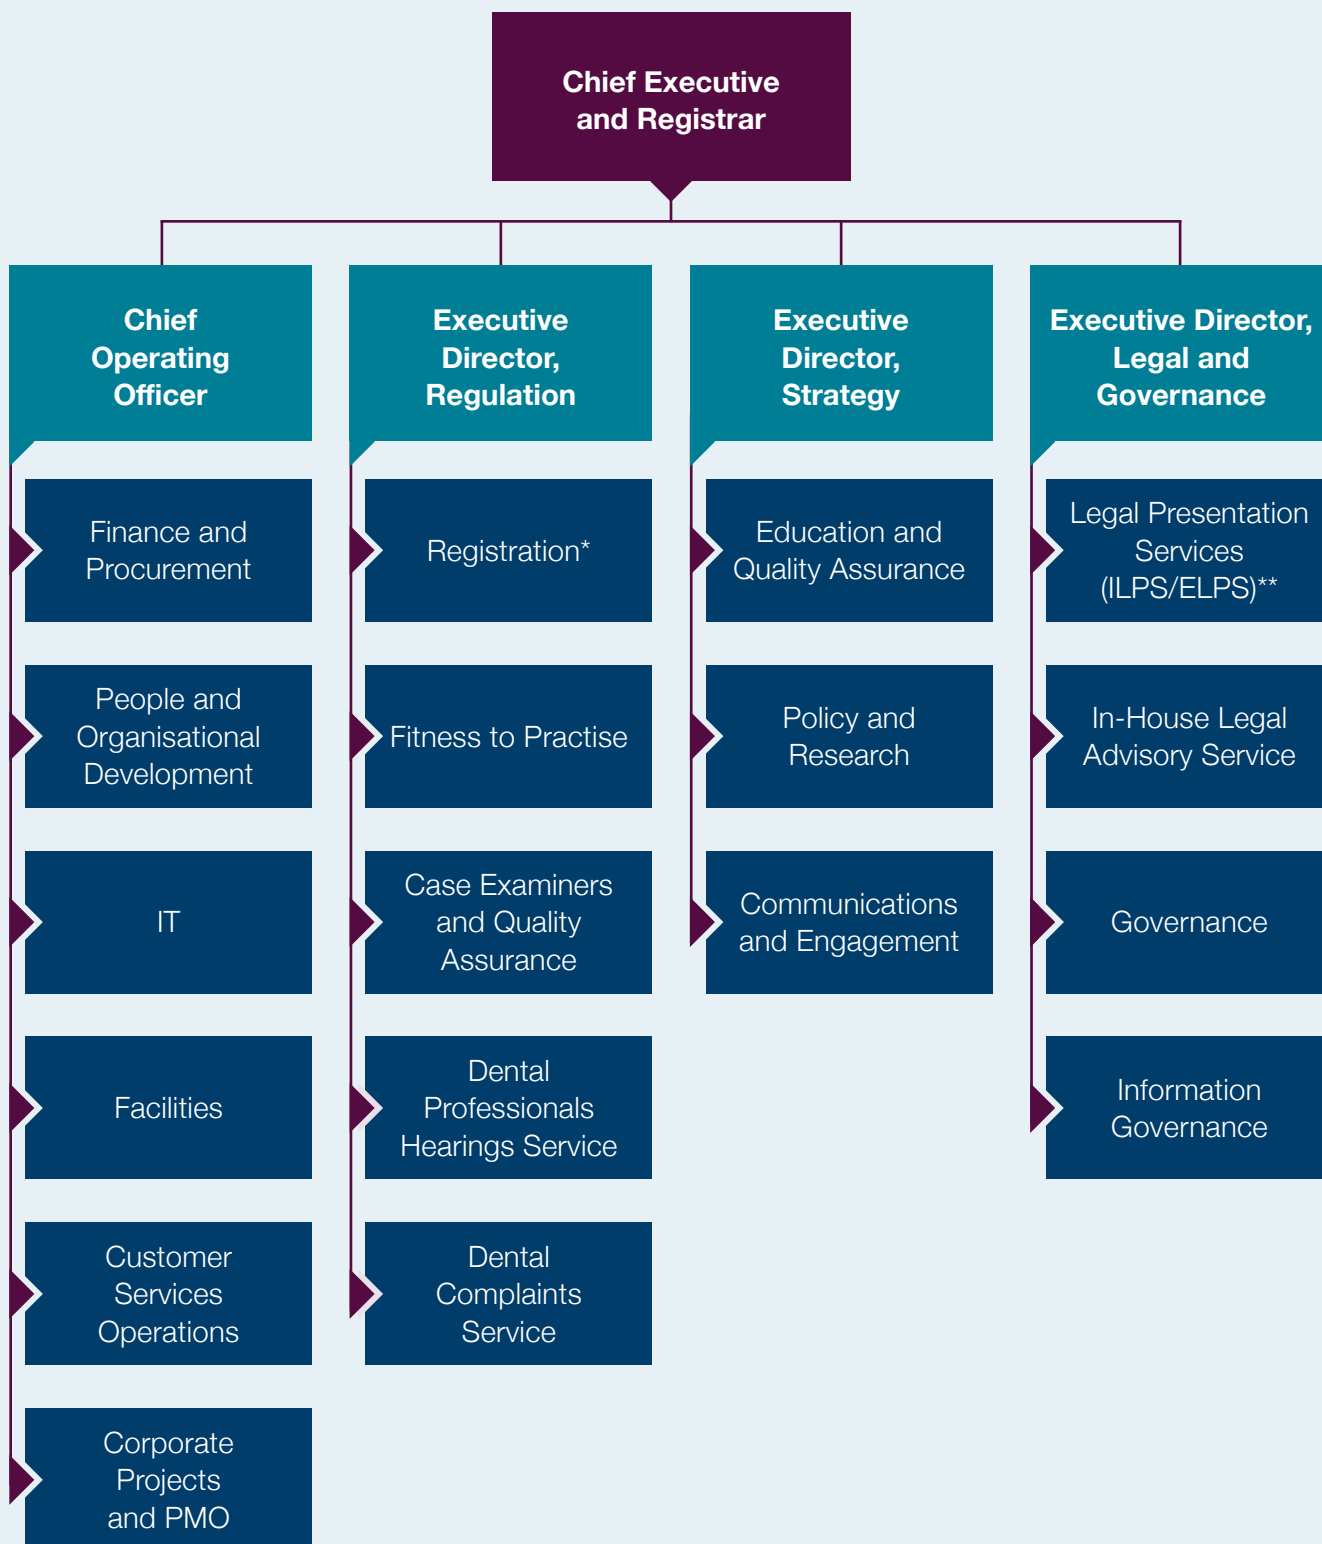 Chief Executive
and Registrar
Chief
Operating
Officer
Finance and
Procurement
People and
Organisational
Development
IT
Facilities
Customer
Services
Operations
Corporate
Projects
and PMO
Executive
Director,
Regulation
Registration*
Fitness to Practise
Case Examiners
and Quality
Assurance
Dental
Professionals
Hearings Service
Dental
Complaints
Service
Executive
Director,
Strategy
Education and
Quality Assurance
Policy and
Research
Communications
and Engagement
Executive Director,
Legal and
Governance
Legal Presentation
Services
(ILPS/ELPS)**
In-House Legal
Advisory Service
Governance
Information
Governance